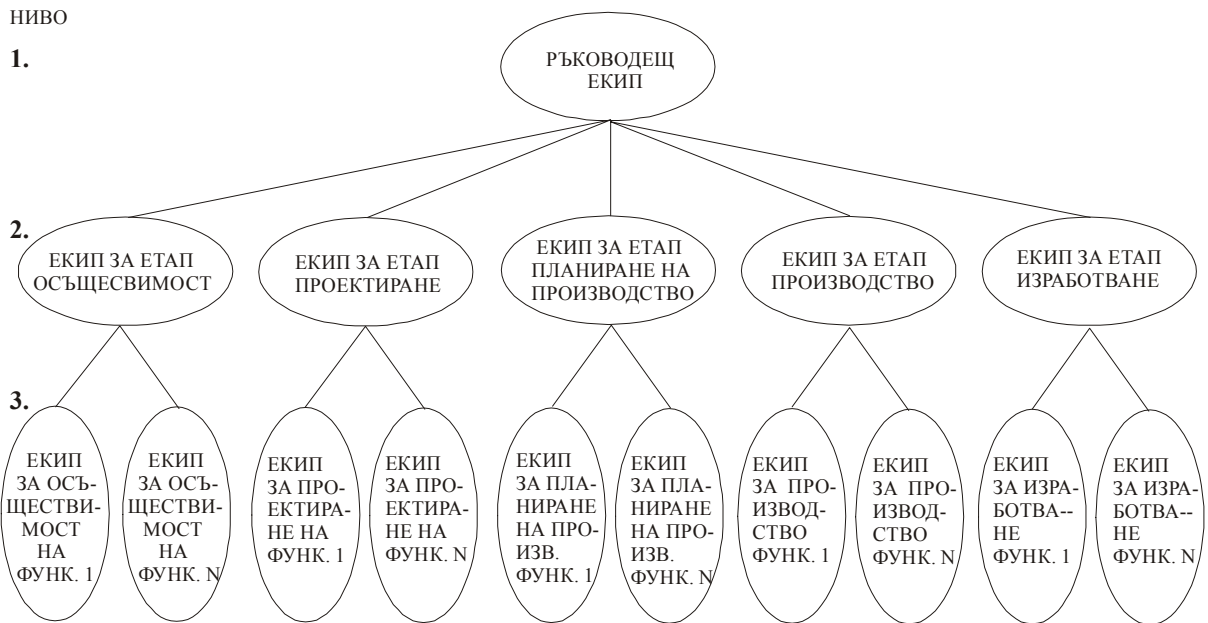 НИВО
1.
РЪКОВОДЕЩ
ЕКИП
2.
ЕКИП ЗА ЕТАП
ОСЪЩЕСВИМОСТ
ЕКИП ЗА ЕТАП
ПРОЕКТИРАНЕ
ЕКИП ЗА ЕТАП
ПЛАНИРАНЕ НА
ПРОИЗВОДСТВО
ЕКИП ЗА ЕТАП
ПРОИЗВОДСТВО
ЕКИП ЗА ЕТАП
ИЗРАБОТВАНЕ
3.
ЕКИП
ЗА ОСЪ-
ЩЕСТВИ-
МОСТ
НА
ФУНК. 1
ЕКИП
ЗА ОСЪ-
ЩЕСТВИ-
МОСТ
НА
ФУНК. N
ЕКИП
ЗА ПРО-
ЕКТИРА-
НЕ НА
ФУНК. 1
ЕКИП
ЗА ПРО-
ЕКТИРА-
НЕ НА
ФУНК. N
ЕКИП
ЗА ПЛА-
НИРАНЕ
НА ПРО-
ИЗВ.
ФУНК. 1
ЕКИП
ЗА ПЛА-
НИРАНЕ
НА ПРО-
ИЗВ.
ФУНК. N
ЕКИП
ЗА ПРО-
ИЗВОД-
СТВО
ФУНК. 1
ЕКИП
ЗА ПРО-
ИЗВОД-
СТВО
ФУНК. N
ЕКИП
ЗА ИЗРА-
БОТВА--
НЕ
ФУНК. 1
ЕКИП
ЗА ИЗРА-
БОТВА--
НЕ
ФУНК. N